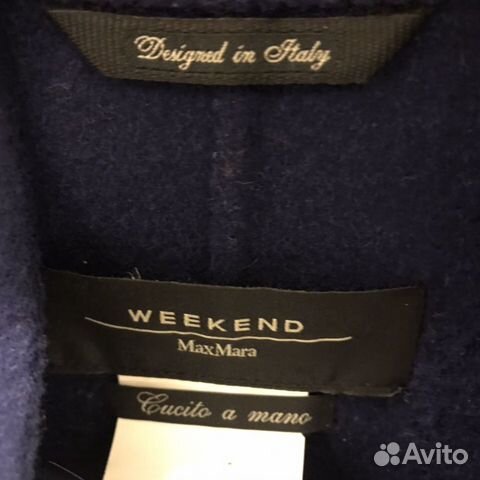 Designed in Italy
WEEKEND
MaxMara
Cucito a mano
Avito